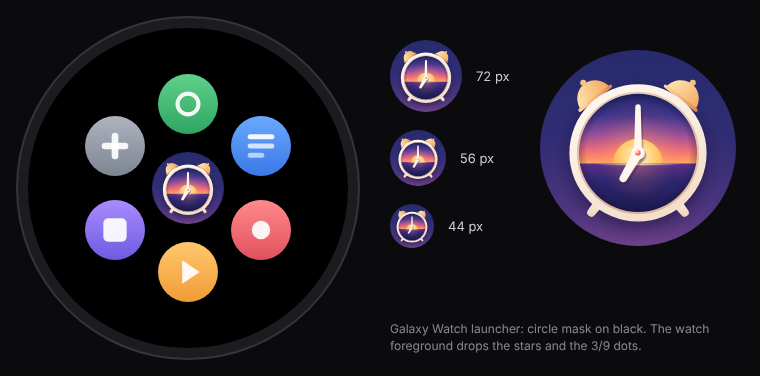 72 px
56 px
44 px
Galaxy Watch launcher: circle mask on black. The watch
foreground drops the stars and the 3/9 dots.